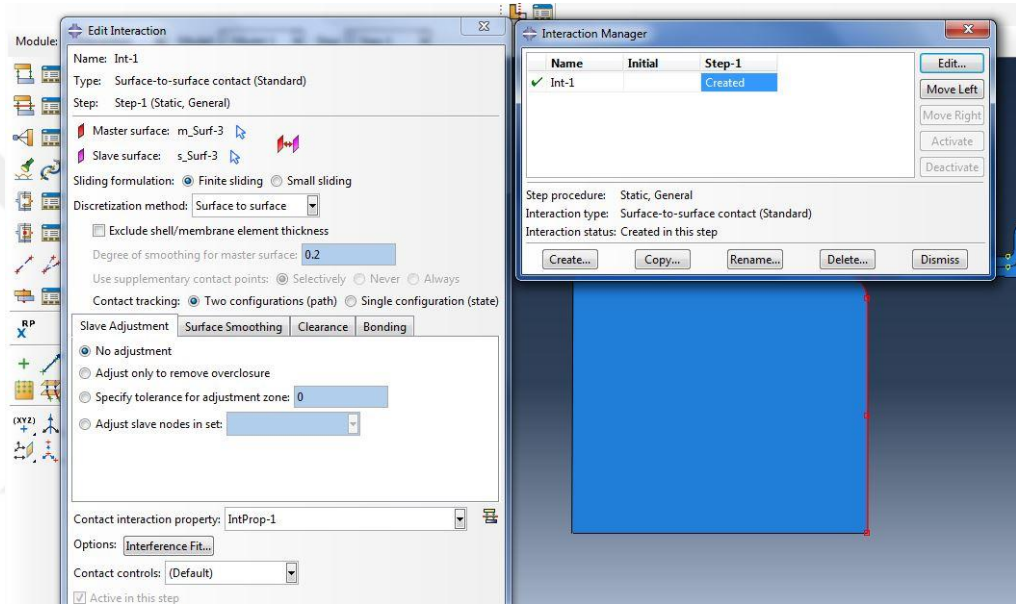 Module:
Edit Interaction
Name: Int-1
Type: Surface-to-surface contact (Standard)
Step: Step-1 (Static, General)
Master surface: m_Surf-3
Slave surface: s_Surf-3
Sliding formulation: Finite sliding Small sliding
Discretization method: Surface to surface
Exclude shell/membrane element thickness
Degree of smoothing for master surface: 0.2
Use supplementary contact points: Selectively Never Always
Contact tracking: Two configurations (path) Single configuration (state)
Slave Adjustment Surface Smoothing Clearance Bonding
No adjustment
Adjust only to remove overclosure
Specify tolerance for adjustment zone: 0
Adjust slave nodes in set:
Contact interaction property: IntProp-1
Options: Interference Fit...
Contact controls: (Default)
Active in this step
RP
(XYZ)
Interaction Manager
Name Initial Step-1
Int-1 Created
Edit...
Move Left
Move Right
Activate
Deactivate
Step procedure: Static, General
Interaction type: Surface-to-surface contact (Standard)
Interaction status: Created in this step
Create... Copy... Rename... Delete... Dismiss